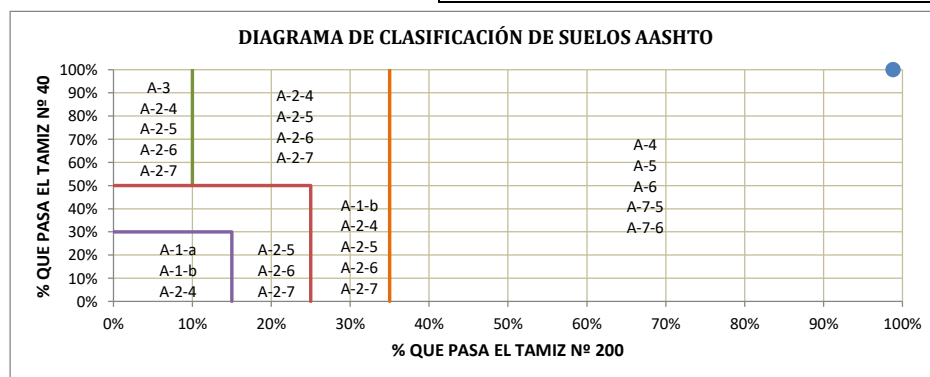 DIAGRAMA DE CLASIFICACIÓN DE SUELOS AASHTO
% QUE PASA EL TAMIZ Nº 40
100%
90%
80%
70%
60%
50%
40%
30%
20%
10%
0%
A-3
A-2-4
A-2-5
A-2-6
A-2-7
A-2-4
A-2-5
A-2-6
A-2-7
A-4
A-5
A-6
A-7-5
A-7-6
A-1-a
A-1-b
A-2-4
A-2-5
A-2-6
A-2-7
A-1-b
A-2-4
A-2-5
A-2-6
A-2-7
0% 10% 20% 30% 40% 50% 60% 70% 80% 90% 100%
% QUE PASA EL TAMIZ Nº 200